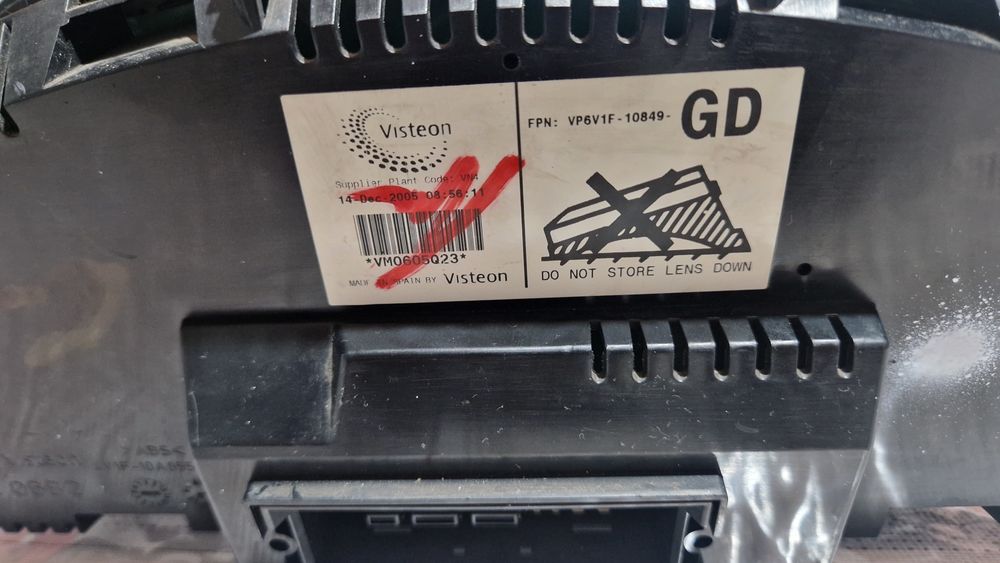 Visteon
Supplier Plant Code: VN4
14-Dec-2005 08:56:11
*VM0605Q23*
MADE IN SPAIN BY Visteon
FPN: VP6V1F-10849- GD
DO NOT STORE LENS DOWN